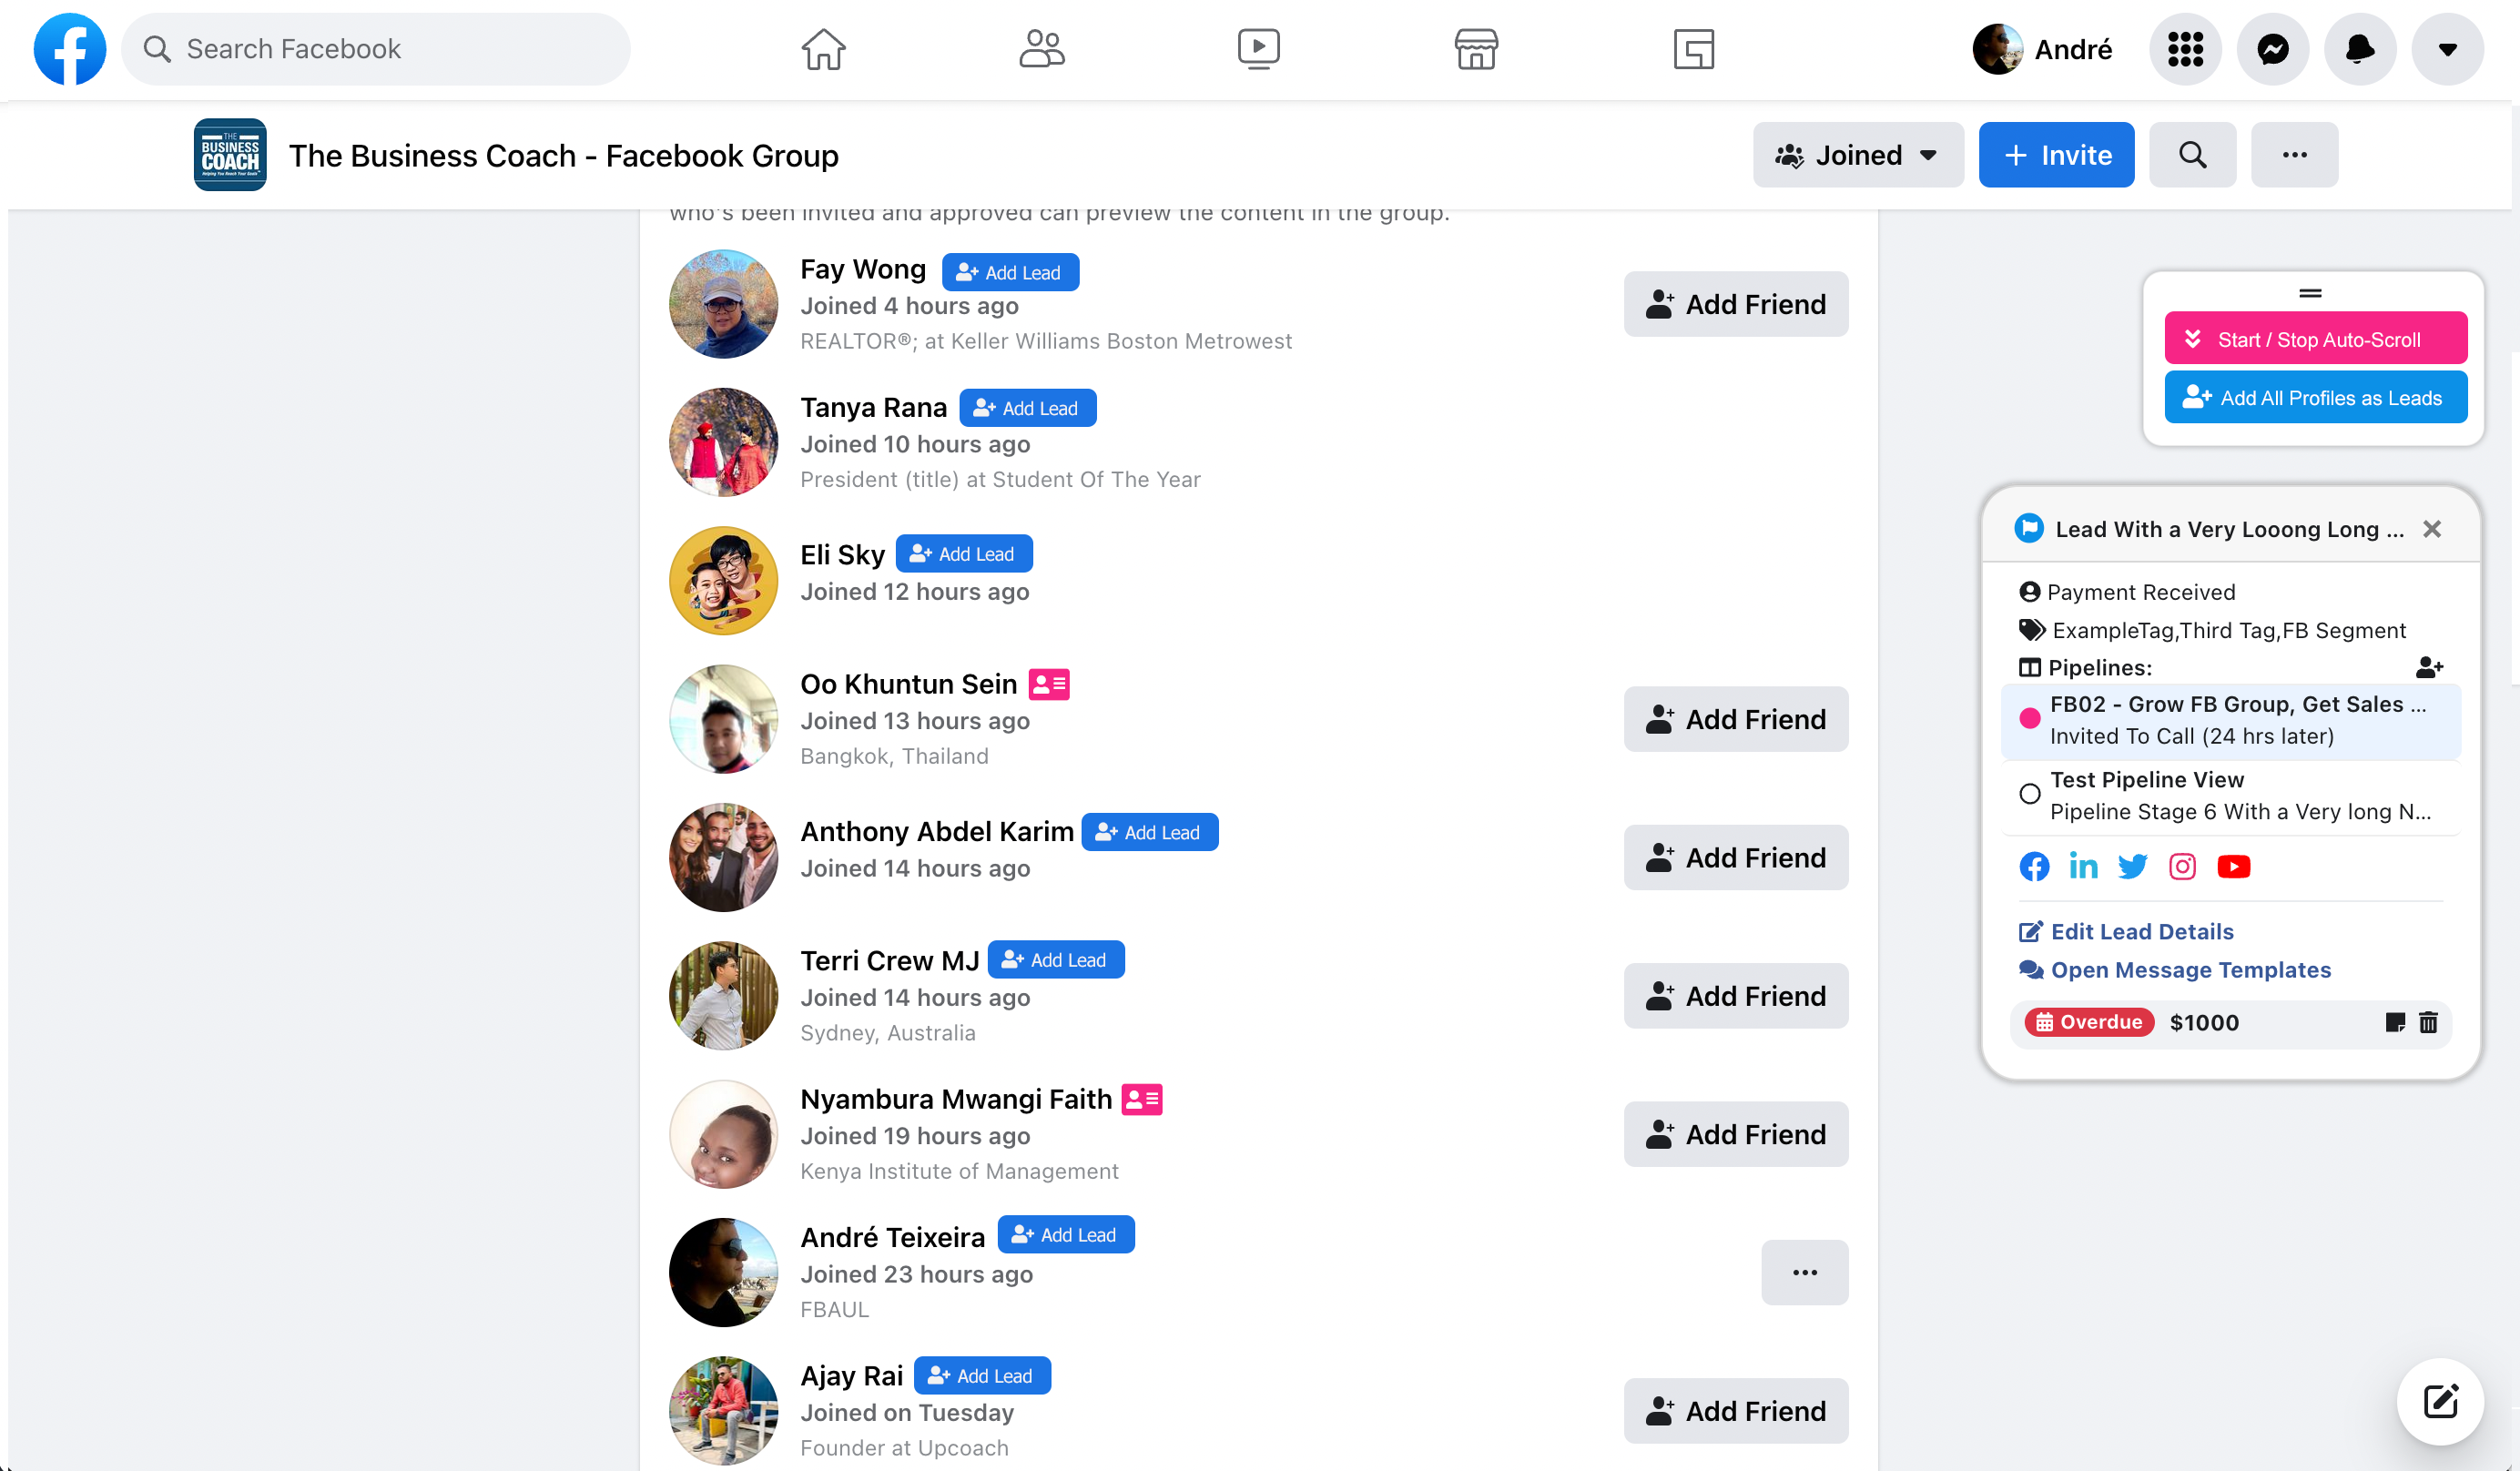 Search Facebook
André
THE
BUSINESS
COACH
Helping You Reach Your Goals
The Business Coach - Facebook Group
Joined
Invite
who's been invited and approved can preview the content in the group.
Fay Wong
Add Lead
Joined 4 hours ago
REALTOR®; at Keller Williams Boston Metrowest
Add Friend
Tanya Rana
Add Lead
Joined 10 hours ago
President (title) at Student Of The Year
Eli Sky
Add Lead
Joined 12 hours ago
Oo Khuntun Sein
Joined 13 hours ago
Bangkok, Thailand
Add Friend
Anthony Abdel Karim
Add Lead
Joined 14 hours ago
Add Friend
Terri Crew MJ
Add Lead
Joined 14 hours ago
Sydney, Australia
Add Friend
Nyambura Mwangi Faith
Joined 19 hours ago
Kenya Institute of Management
Add Friend
André Teixeira
Add Lead
Joined 23 hours ago
FBAUL
Ajay Rai
Add Lead
Joined on Tuesday
Founder at Upcoach
Add Friend
Start / Stop Auto-Scroll
Add All Profiles as Leads
Lead With a Very Looong Long ...
Payment Received
ExampleTag,Third Tag,FB Segment
Pipelines:
FB02 - Grow FB Group, Get Sales ...
Invited To Call (24 hrs later)
Test Pipeline View
Pipeline Stage 6 With a Very long N...
Edit Lead Details
Open Message Templates
Overdue $1000